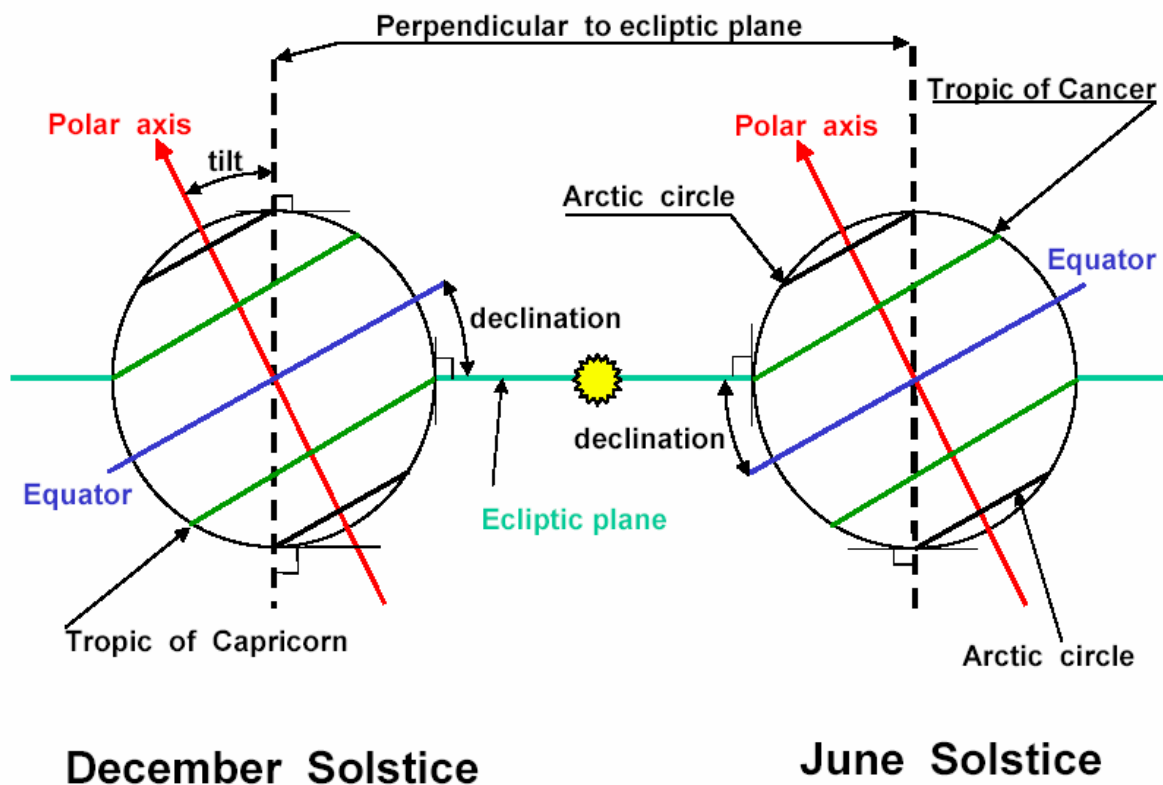 Perpendicular to ecliptic plane
Tropic of Cancer
Polar axis
Polar axis
tilt
Arctic circle
Equator
declination
declination
Equator
Ecliptic plane
Tropic of Capricorn
Arctic circle
December Solstice
June Solstice